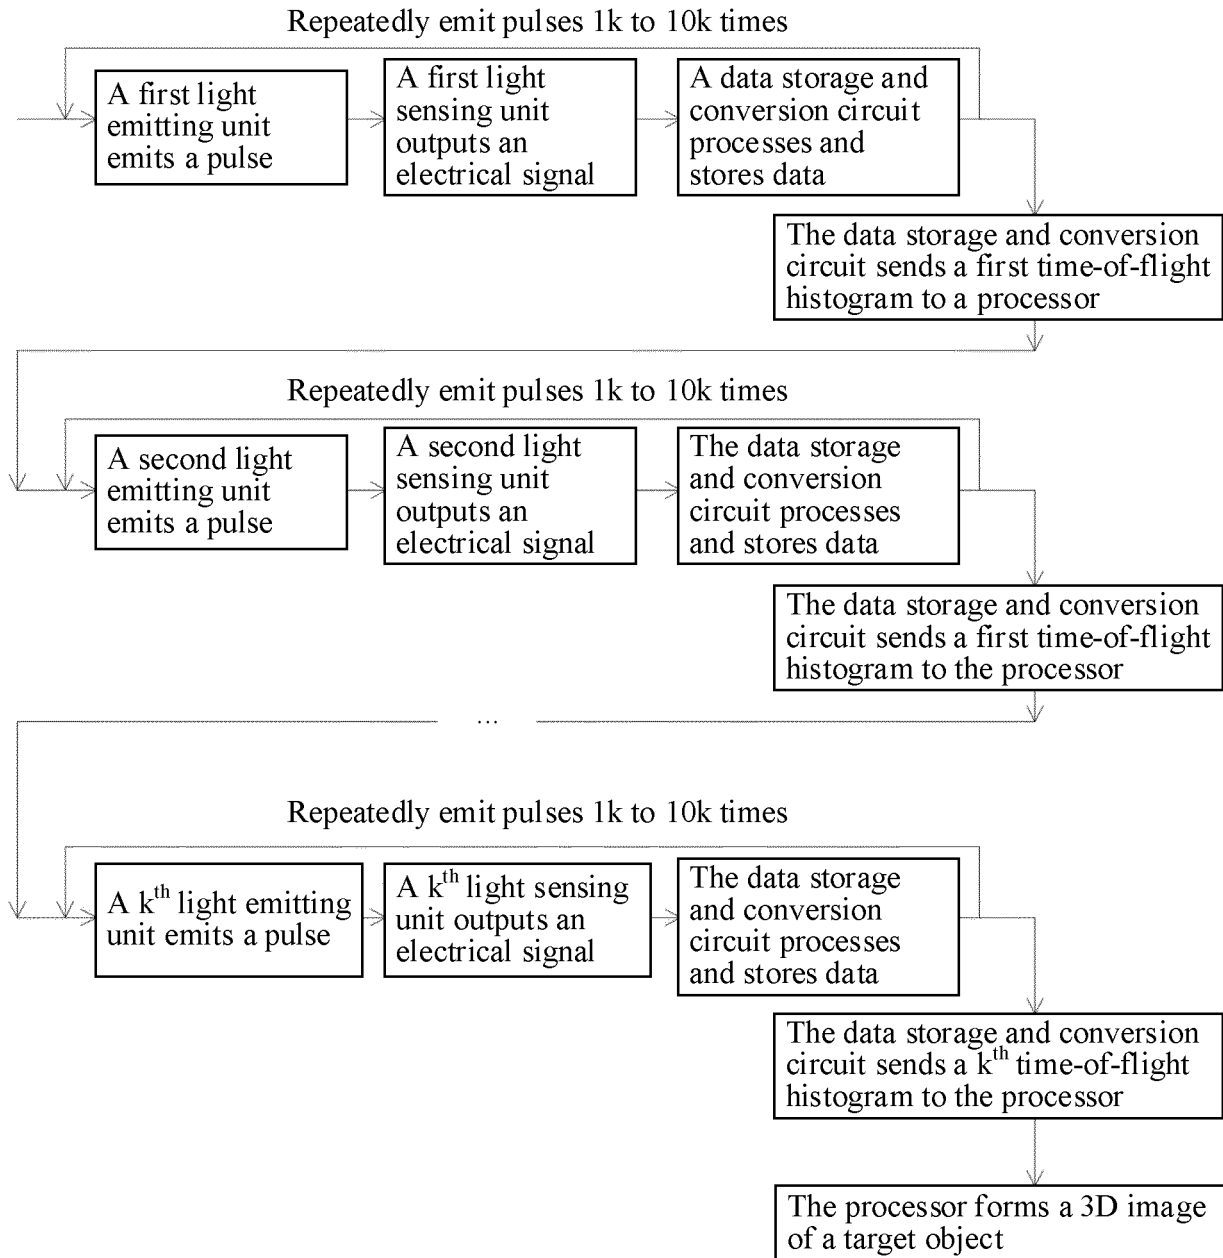 Repeatedly emit pulses 1k to 10k times
A first light
emitting unit
emits a pulse
A first light
sensing unit
outputs an
electrical signal
A data storage and
conversion circuit
processes and
stores data
The data storage and conversion
circuit sends a first time-of-flight
histogram to a processor
Repeatedly emit pulses 1k to 10k times
A second light
emitting unit
emits a pulse
A second light
sensing unit
outputs an
electrical signal
The data storage
and conversion
circuit processes
and stores data
The data storage and conversion
circuit sends a first time-of-flight
histogram to the processor
...
Repeatedly emit pulses 1k to 10k times
A kth light emitting
unit emits a pulse
A kth light sensing
unit outputs an
electrical signal
The data storage
and conversion
circuit processes
and stores data
The data storage and conversion
circuit sends a kth time-of-flight
histogram to the processor
The processor forms a 3D image
of a target object